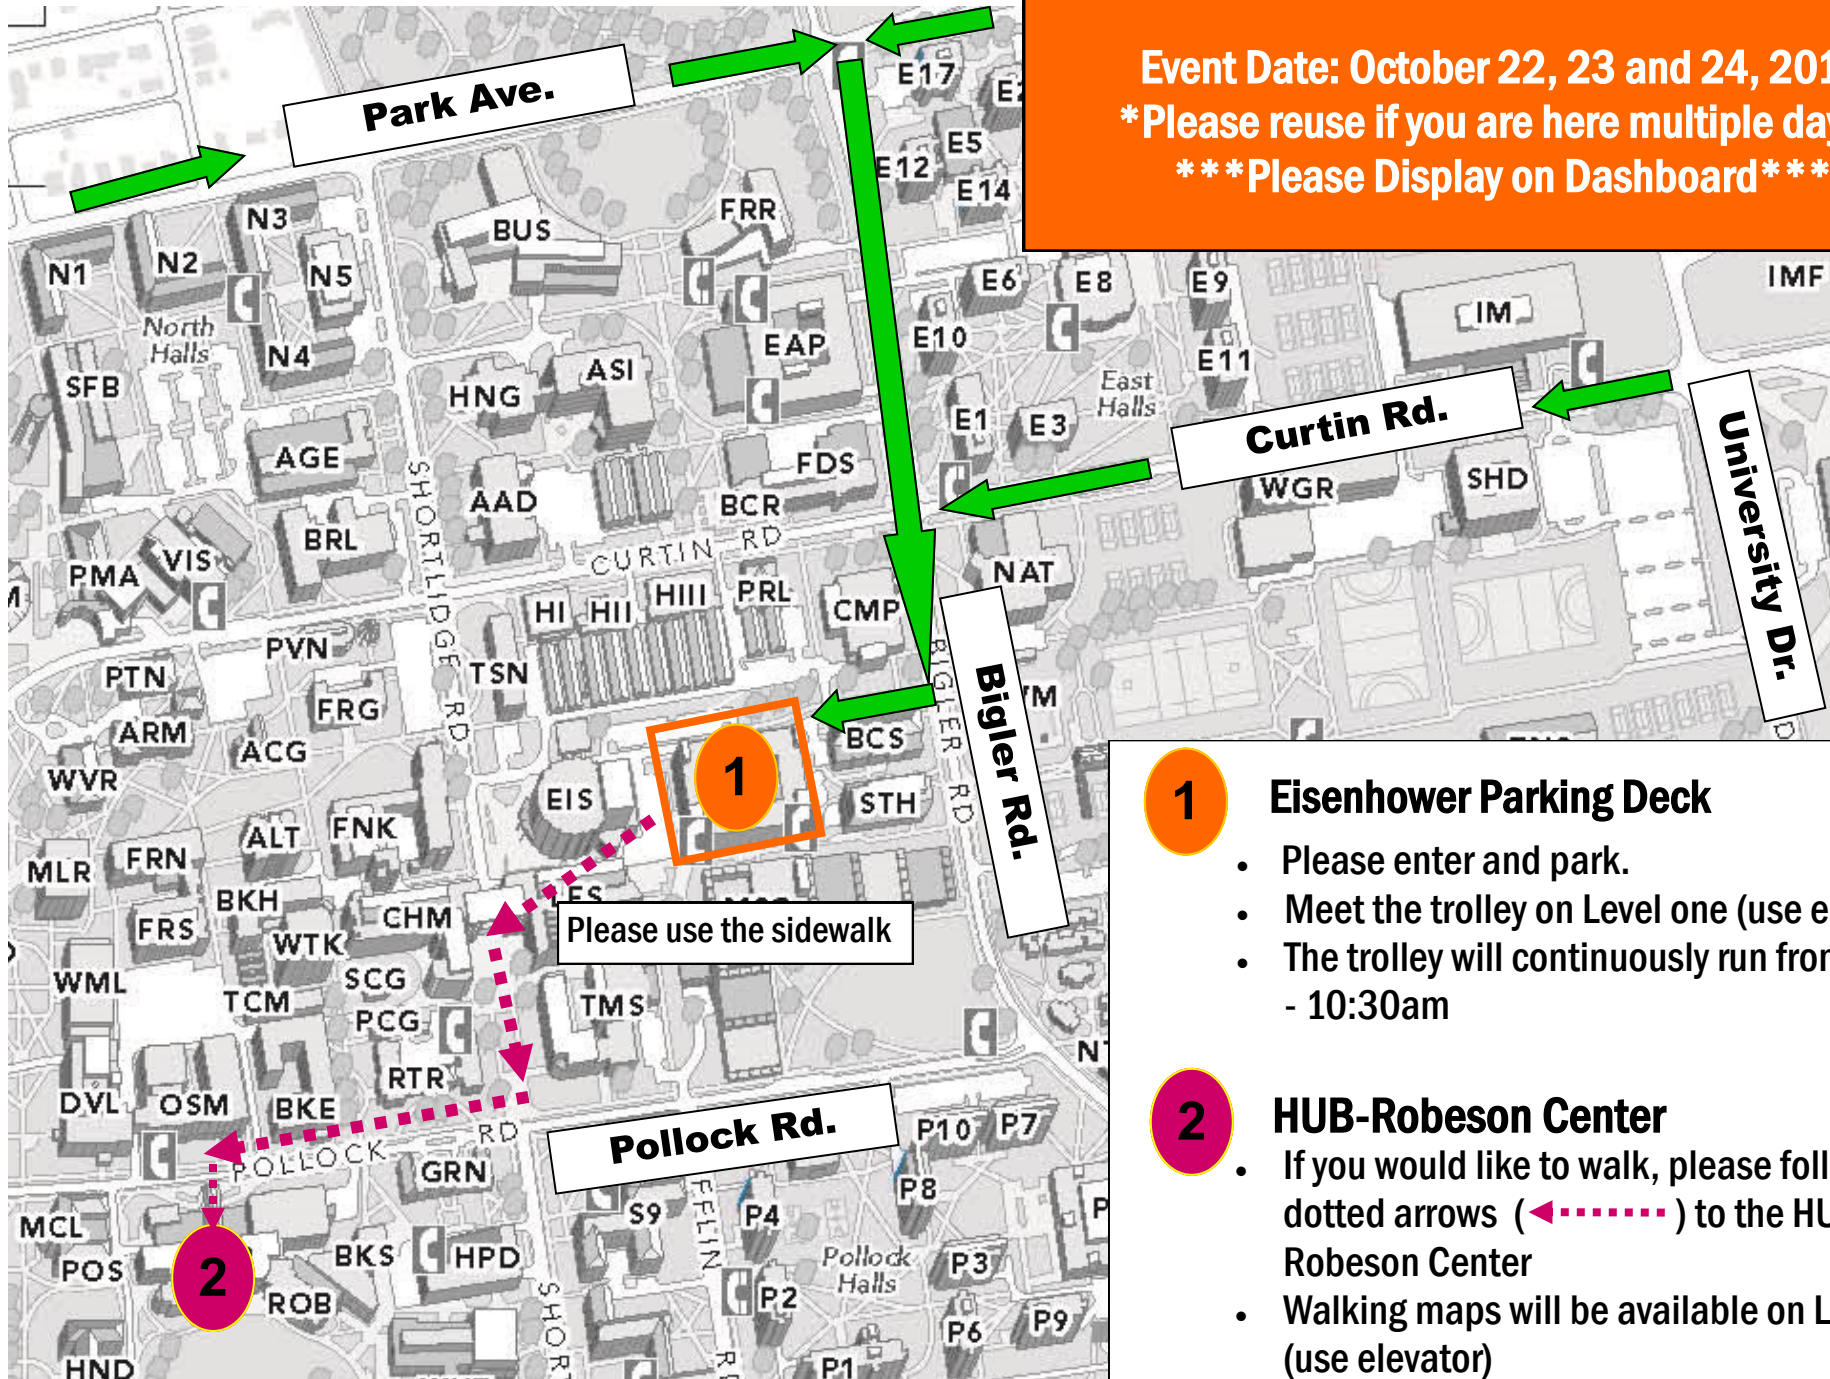 Event Date: October 22, 23 and 24, 201
*Please reuse if you are here multiple day
***Please Display on Dashboard***
Park Ave.
E17
E5
E12
E14
N3
BUS
FRR
N1
N2
N5
E6
E8
E9
IMF
North
Halls
N4
EAP
E10
IM
SFB
HNG
ASI
East
Halls
E11
E1
E3
Curtin Rd.
University Dr.
AGE
SHORTLIDGE RD
AAD
FDS
BCR
WGR
SHD
BRL
CURTIN RD
PMA
VIS
NAT
HI
HII
HIII
PRL
CMP
PVN
TSN
PTN
FRG
BIGLER RD
Bigler Rd.
ARM
ACG
BCS
WVR
EIS
1
STH
ALT
FNK
MLR
FRN
BKH
CHM
FRS
WTK
Please use the sidewalk
WML
SCG
TCM
PCG
TMS
RTR
DVL
OSM
BKE
POLLOCK RD
Pollock Rd.
P10
P7
GRN
P8
MCL
S9
P4
POS
2
BKS
HPD
Pollock
Halls
P3
ROB
P2
P6
P9
HND
P1
1
Eisenhower Parking Deck
• Please enter and park.
• Meet the trolley on Level one (use e
• The trolley will continuously run from
- 10:30am
2
HUB-Robeson Center
• If you would like to walk, please foll
dotted arrows ( ) to the HU
Robeson Center
• Walking maps will be available on L
(use elevator)